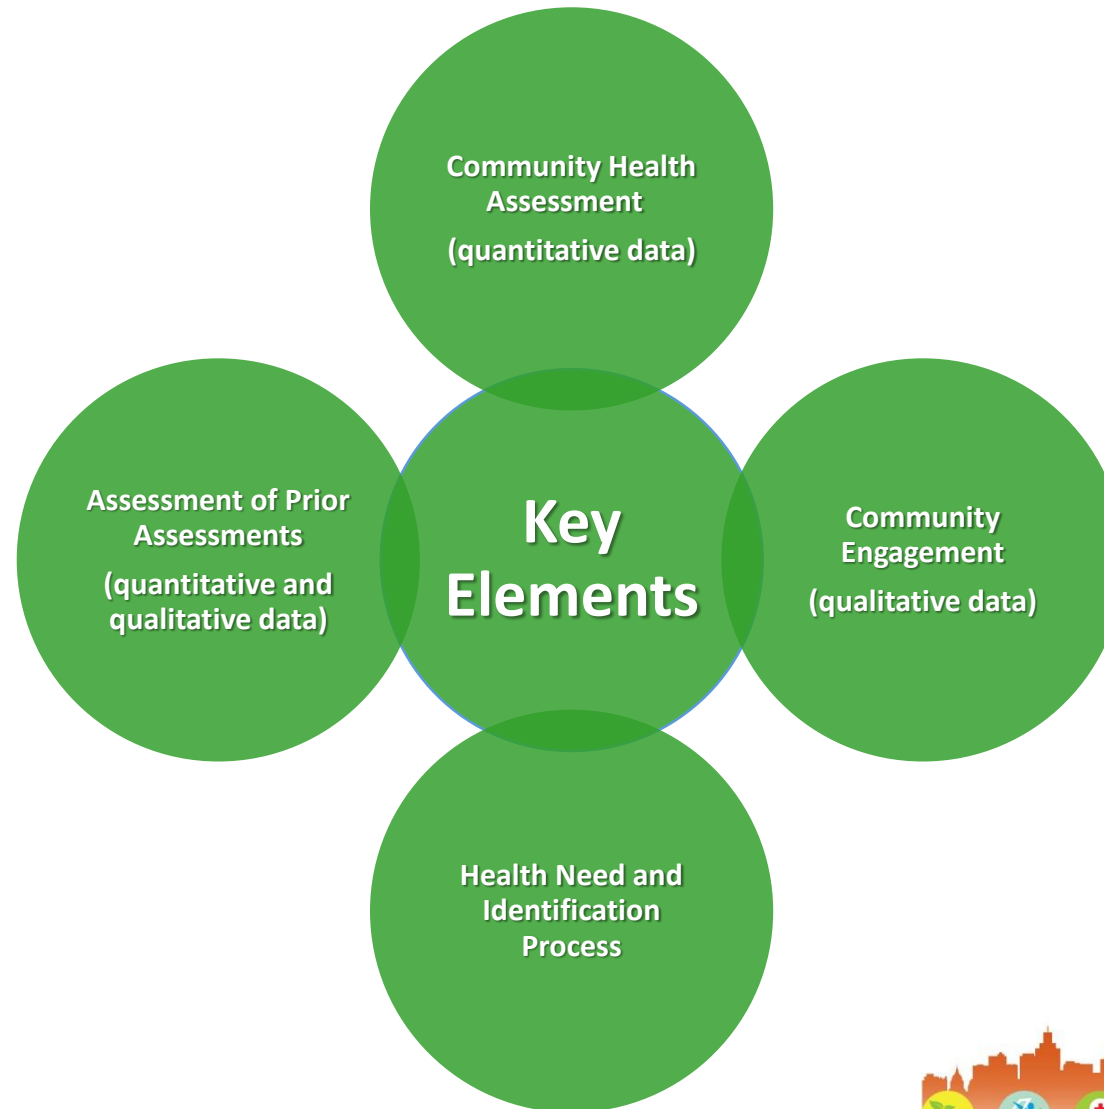 Community Health
Assessment
(quantitative data)
Assessment of Prior
Assessments
(quantitative and
qualitative data)
Key
Elements
Community
Engagement
(qualitative data)
Health Need and
Identification
Process